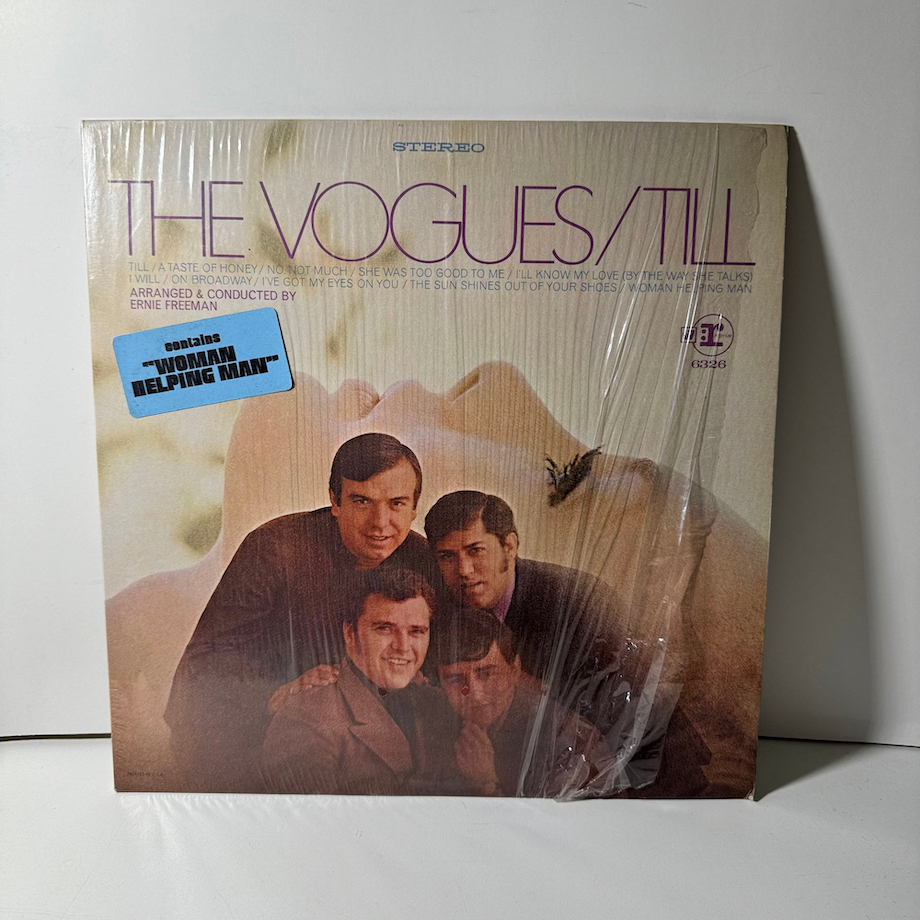 STEREO
THE VOGUES/TILL
TILL / A TASTE OF HONEY / NO, NOT MUCH / SHE WAS TOO GOOD TO ME / I'LL KNOW MY LOVE (BY THE WAY SHE TALKS)
I WILL / ON BROADWAY / I'VE GOT MY EYES ON YOU / THE SUN SHINES OUT OF YOUR SHOES / WOMAN HELPING MAN
ARRANGED & CONDUCTED BY
ERNIE FREEMAN
contains
"WOMAN
HELPING MAN"
r
6326